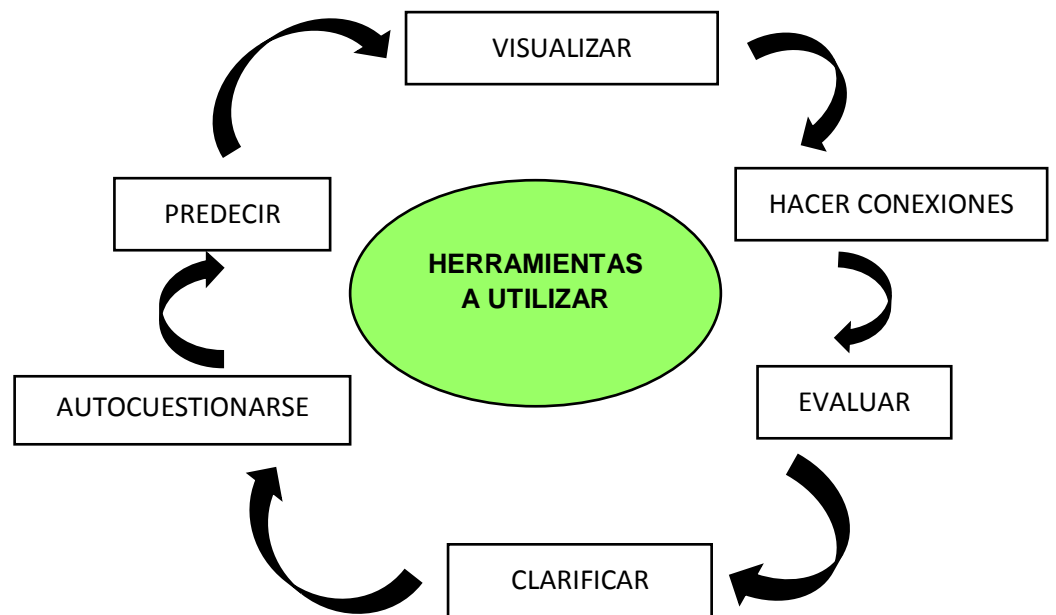 VISUALIZAR
HACER CONEXIONES
PREDECIR
HERRAMIENTAS
A UTILIZAR
AUTOCUESTIONARSE
EVALUAR
CLARIFICAR